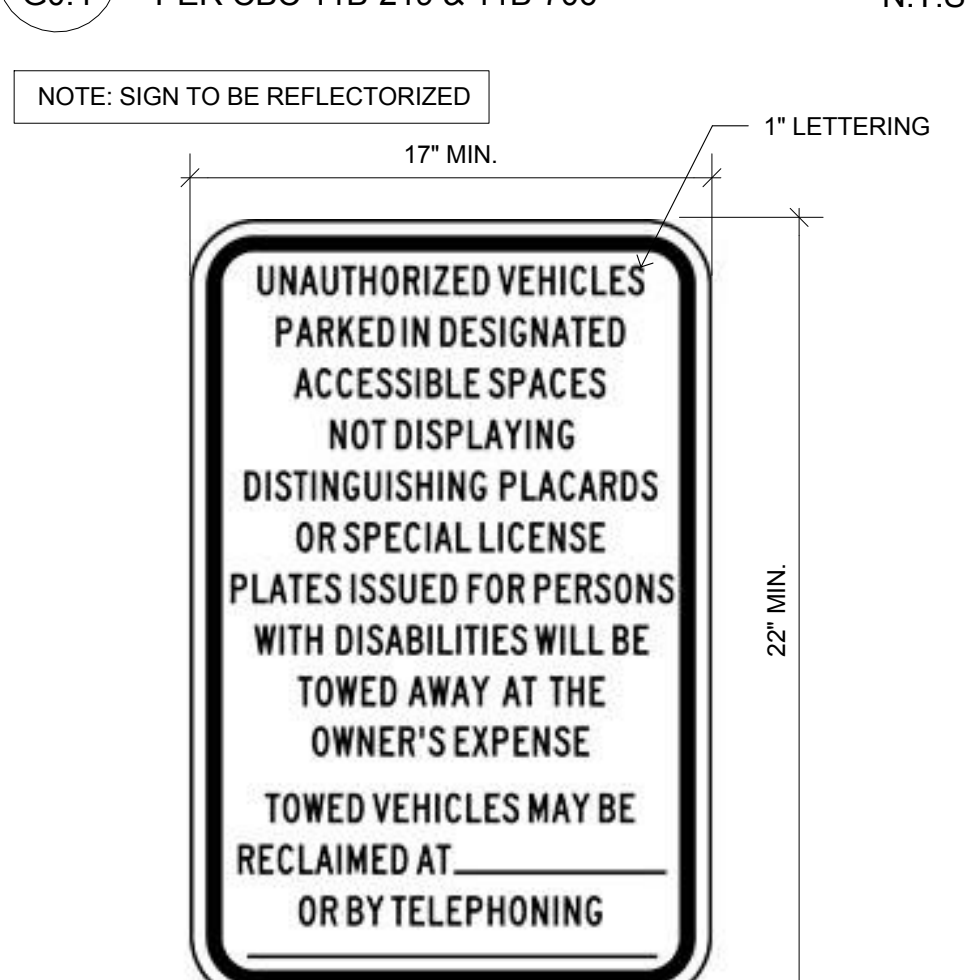 PER CBC 11B-216 & 11B-703
NOTE: SIGN TO BE REFLECTORIZED
1" LETTERING
17" MIN.
UNAUTHORIZED VEHICLES
PARKED IN DESIGNATED
ACCESSIBLE SPACES
NOT DISPLAYING
DISTINGUISHING PLACARDS
OR SPECIAL LICENSE
PLATES ISSUED FOR PERSONS
WITH DISABILITIES WILL BE
TOWED AWAY AT THE
OWNER'S EXPENSE
TOWED VEHICLES MAY BE
RECLAIMED AT
OR BY TELEPHONING
22" MIN.